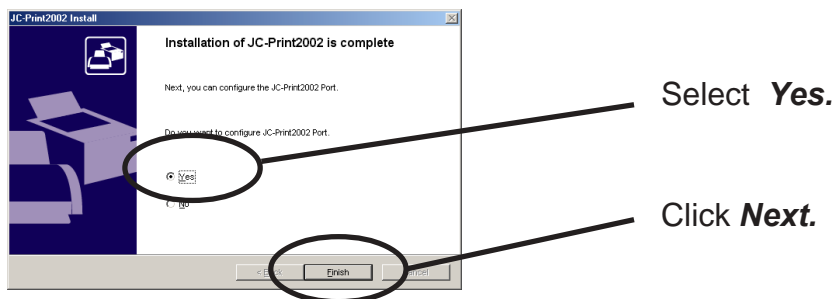 JC-Print2002 Install
Installation of JC-Print2002 is complete
Next, you can configure the JC-Print2002 Port.
Do you want to configure JC-Print2002 Port.
Yes
No
< Back Finish Cancel
Select Yes.
Click Next.